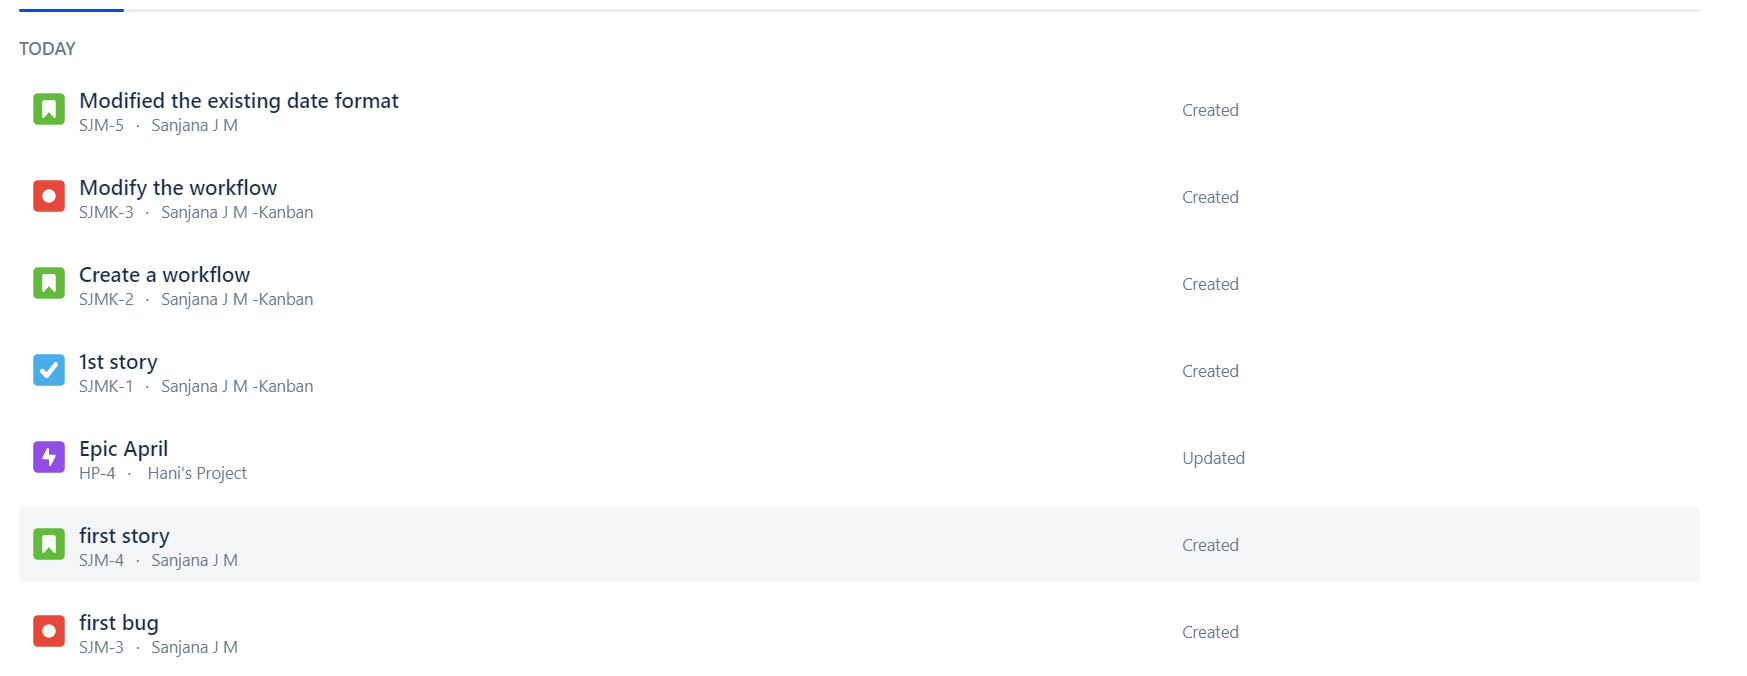 TODAY
Modified the existing date format
SJM-5 · Sanjana J M
Created
Modify the workflow
SJMK-3 · Sanjana J M -Kanban
Created
Create a workflow
SJMK-2 · Sanjana J M -Kanban
Created
1st story
SJMK-1 · Sanjana J M -Kanban
Created
Epic April
HP-4 · Hani's Project
Updated
first story
SJM-4 · Sanjana J M
Created
first bug
SJM-3 · Sanjana J M
Created